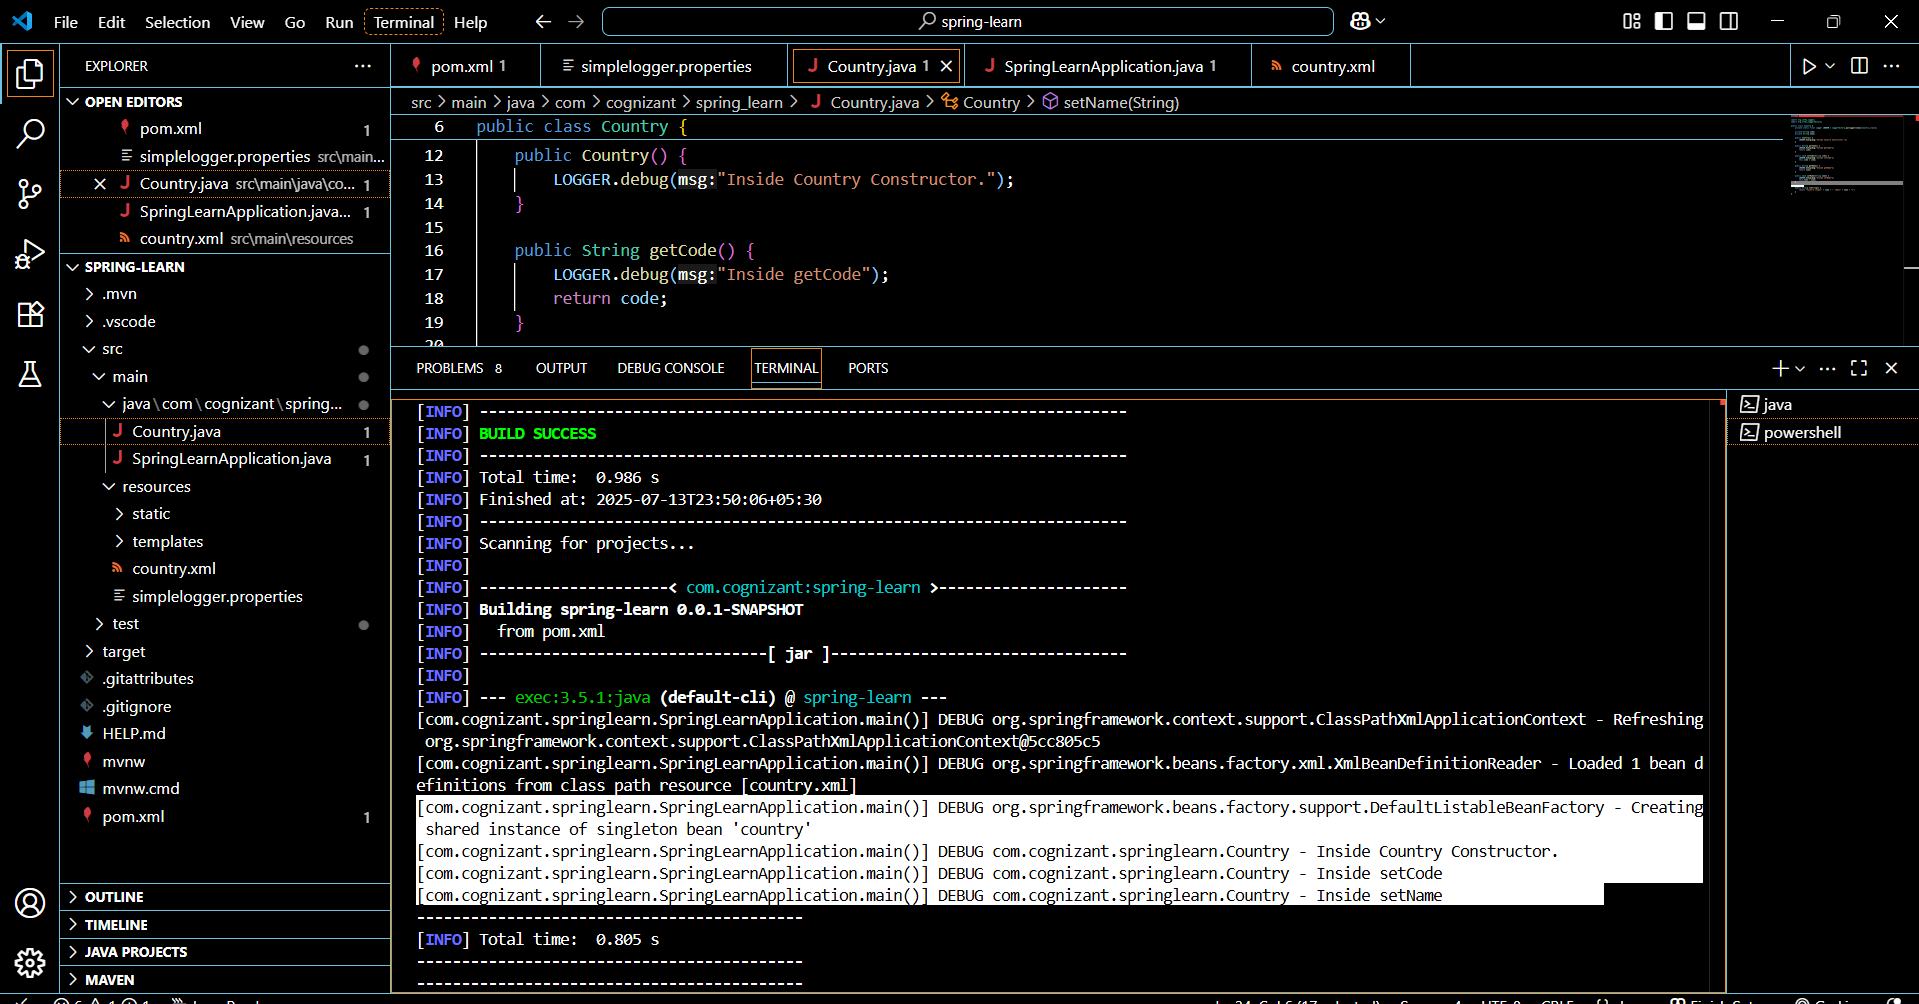 File Edit Selection View Go Run Terminal Help
spring-learn
EXPLORER
OPEN EDITORS
pom.xml 1
simplelogger.properties src\main...
Country.java src\main\java\co... 1
SpringLearnApplication.java... 1
country.xml src\main\resources
SPRING-LEARN
.mvn
.vscode
src
main
java\com\cognizant\spring...
Country.java 1
SpringLearnApplication.java 1
resources
static
templates
country.xml
simplelogger.properties
test
target
.gitattributes
.gitignore
HELP.md
mvnw
mvnw.cmd
pom.xml 1
OUTLINE
TIMELINE
JAVA PROJECTS
MAVEN
pom.xml 1
simplelogger.properties
Country.java 1
SpringLearnApplication.java 1
country.xml
src > main > java > com > cognizant > spring_learn > Country.java > Country > setName(String)
6 public class Country {
12 public Country() {
13 LOGGER.debug(msg:"Inside Country Constructor.");
14 }
15
16 public String getCode() {
17 LOGGER.debug(msg:"Inside getCode");
18 return code;
19 }
20
PROBLEMS 8 OUTPUT DEBUG CONSOLE TERMINAL PORTS
[INFO] ------------------------------------------------------------------------
[INFO] BUILD SUCCESS
[INFO] ------------------------------------------------------------------------
[INFO] Total time:  0.986 s
[INFO] Finished at: 2025-07-13T23:50:06+05:30
[INFO] ------------------------------------------------------------------------
[INFO] Scanning for projects...
[INFO]
[INFO] ---------------------< com.cognizant:spring-learn >---------------------
[INFO] Building spring-learn 0.0.1-SNAPSHOT
[INFO]   from pom.xml
[INFO] --------------------------------[ jar ]---------------------------------
[INFO]
[INFO] --- exec:3.5.1:java (default-cli) @ spring-learn ---
[com.cognizant.springlearn.SpringLearnApplication.main()] DEBUG org.springframework.context.support.ClassPathXmlApplicationContext - Refreshing
org.springframework.context.support.ClassPathXmlApplicationContext@5cc805c5
[com.cognizant.springlearn.SpringLearnApplication.main()] DEBUG org.springframework.beans.factory.xml.XmlBeanDefinitionReader - Loaded 1 bean d
efinitions from class path resource [country.xml]
[com.cognizant.springlearn.SpringLearnApplication.main()] DEBUG org.springframework.beans.factory.support.DefaultListableBeanFactory - Creating
shared instance of singleton bean 'country'
[com.cognizant.springlearn.SpringLearnApplication.main()] DEBUG com.cognizant.springlearn.Country - Inside Country Constructor.
[com.cognizant.springlearn.SpringLearnApplication.main()] DEBUG com.cognizant.springlearn.Country - Inside setCode
[com.cognizant.springlearn.SpringLearnApplication.main()] DEBUG com.cognizant.springlearn.Country - Inside setName
-------------------------------------------
[INFO] Total time:  0.805 s
-------------------------------------------
-------------------------------------------
java
powershell